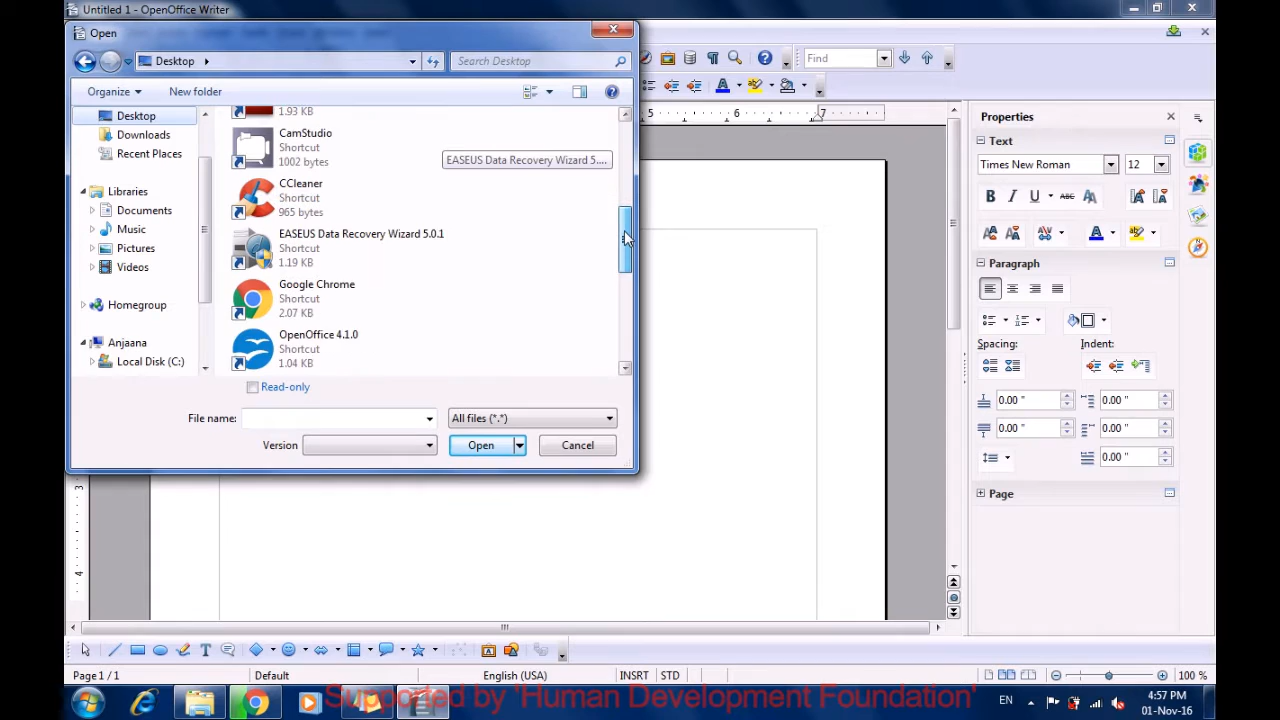 Untitled 1 - OpenOffice Writer
Open
Desktop
Search Desktop
Find
Organize
New folder
Desktop
Downloads
Recent Places
Libraries
Documents
Music
Pictures
Videos
Homegroup
Anjaana
Local Disk (C:)
1.93 KB
CamStudio
Shortcut
1002 bytes
EASEUS Data Recovery Wizard 5....
CCleaner
Shortcut
965 bytes
EASEUS Data Recovery Wizard 5.0.1
Shortcut
1.19 KB
Google Chrome
Shortcut
2.07 KB
OpenOffice 4.1.0
Shortcut
1.04 KB
Read-only
File name:
All files (*.*)
Version
Open
Cancel
5 6 7
3
4
Properties
Text
Times New Roman
12
Paragraph
Spacing:
Indent:
0.00 "
0.00 "
0.00 "
0.00 "
0.00 "
Page
Page 1 / 1
Default
English (USA)
INSRT
STD
100 %
Supported by 'Human Development Foundation'
EN
4:57 PM
01-Nov-16